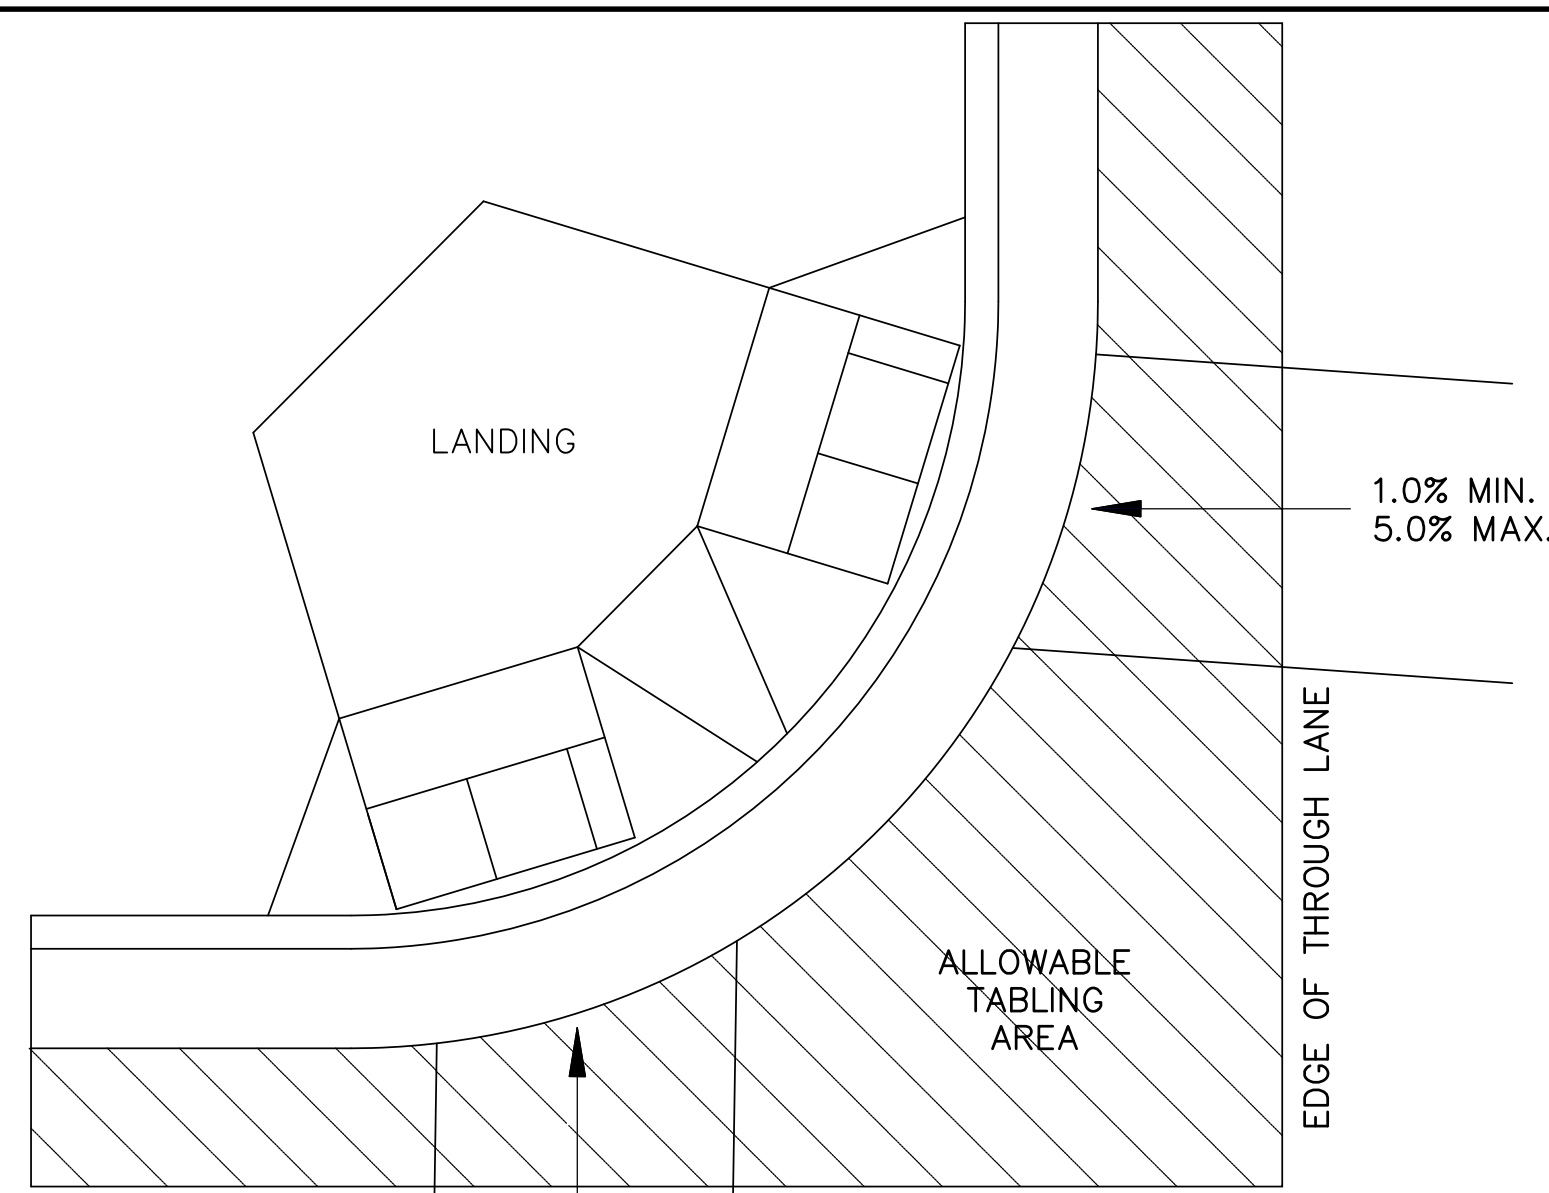 LANDING
1.0% MIN.
5.0% MAX.
EDGE OF THROUGH LANE
ALLOWABLE
TABLING
AREA